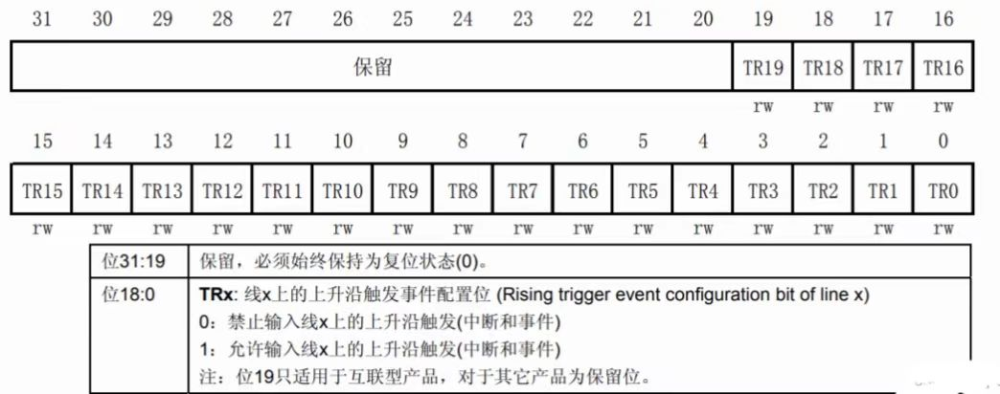 31 30 29 28 27 26 25 24 23 22 21 20 19 18 17 16
保留 TR19 TR18 TR17 TR16
rw rw rw rw
15 14 13 12 11 10 9 8 7 6 5 4 3 2 1 0
TR15 TR14 TR13 TR12 TR11 TR10 TR9 TR8 TR7 TR6 TR5 TR4 TR3 TR2 TR1 TR0
rw rw rw rw rw rw rw rw rw rw rw rw rw rw rw rw
位31:19 保留，必须始终保持为复位状态(0)。
位18:0 TRx: 线x上的上升沿触发事件配置位 (Rising trigger event configuration bit of line x)
0：禁止输入线x上的上升沿触发(中断和事件)
1：允许输入线x上的上升沿触发(中断和事件)
注：位19只适用于互联型产品，对于其它产品为保留位。